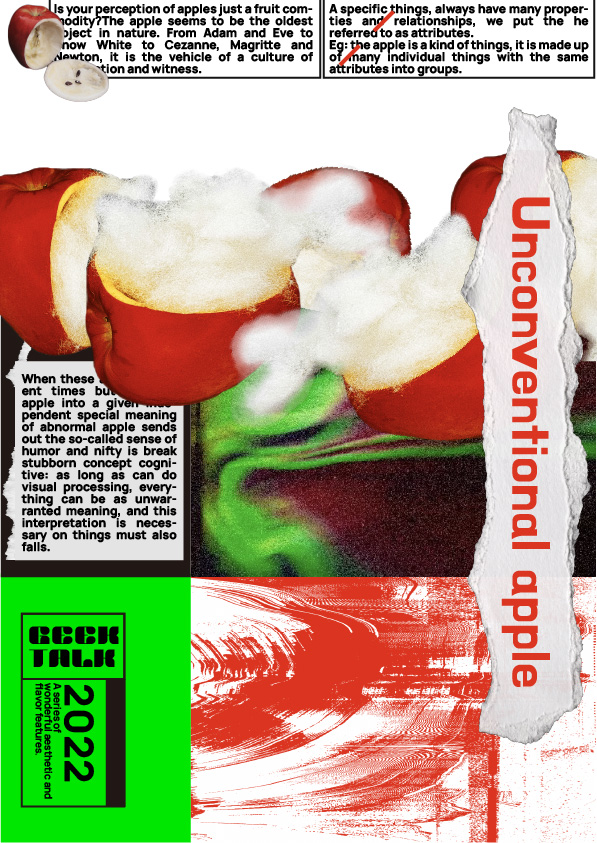 Is your perception of apples just a fruit com-
modity?The apple seems to be the oldest
object in nature. From Adam and Eve to
Snow White to Cezanne, Magritte and
Newton, it is the vehicle of a culture of
and witness.
A specific things, always have many proper-
ties and relationships, we put the he
referred to as attributes.
Eg: the apple is a kind of things, it is made up
of many individual things with the same
attributes into groups.
Unconventional apple
When these
ent times but
apple into a given inde-
pendent special meaning
of abnormal apple sends
out the so-called sense of
humor and nifty is break
stubborn concept cogni-
tive: as long as can do
visual processing, every-
thing can be as unwar-
ranted meaning, and this
interpretation is neces-
sary on things must also
falls.
GEEK
TALK
2022
A series of
wonderful aesthetic and
flavor features.